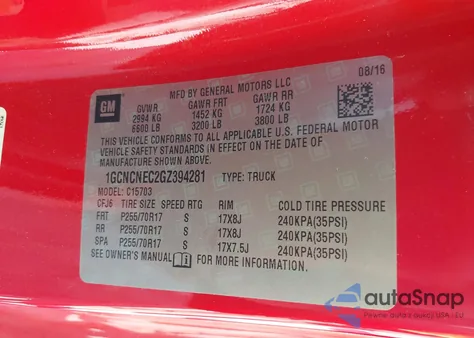 GM
MFD BY GENERAL MOTORS LLC
08/16
GVWR GAWR FRT GAWR RR
2994 KG 1452 KG 1724 KG
6600 LB 3200 LB 3800 LB
THIS VEHICLE CONFORMS TO ALL APPLICABLE U.S. FEDERAL MOTOR
VEHICLE SAFETY STANDARDS IN EFFECT ON THE DATE OF
MANUFACTURE SHOWN ABOVE.
1GCNCNEC2GZ394281 TYPE: TRUCK
MODEL: C15703
CFJ6 TIRE SIZE SPEED RTG RIM COLD TIRE PRESSURE
FRT P255/70R17 S 17X8J 240KPA(35PSI)
RR P255/70R17 S 17X8J 240KPA(35PSI)
SPA P255/70R17 S 17X7.5J 240KPA(35PSI)
SEE OWNER'S MANUAL FOR MORE INFORMATION.
autoSnap